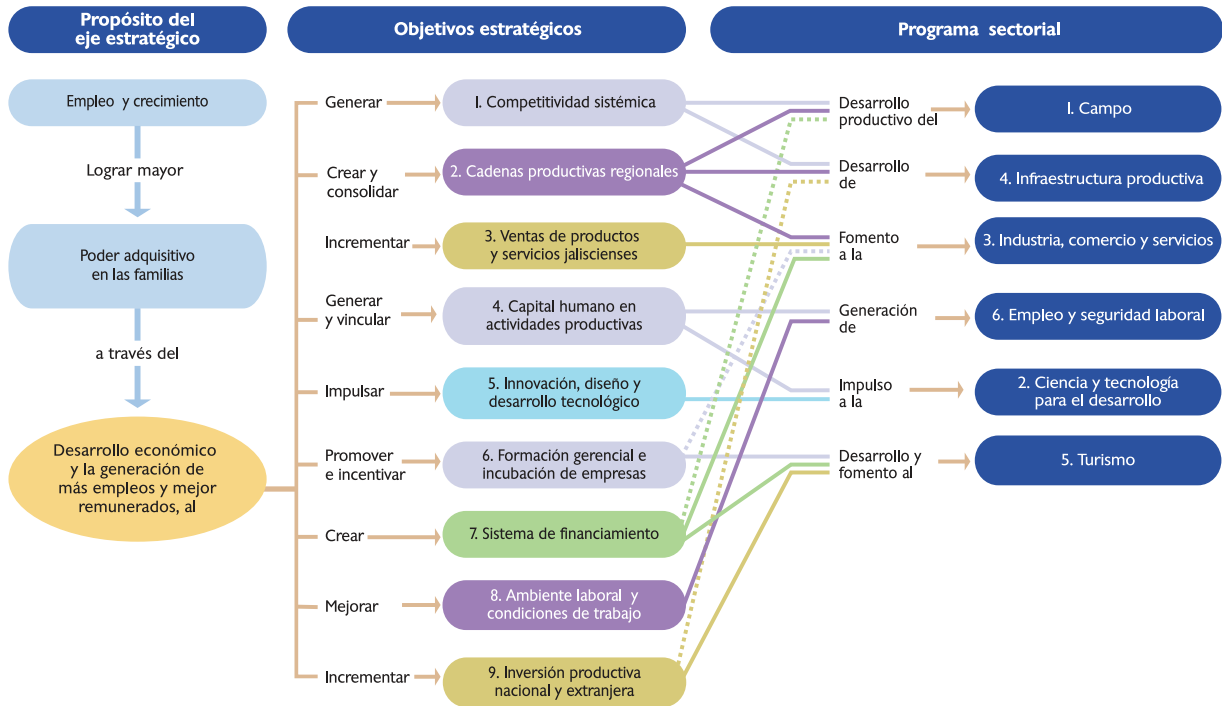 Propósito del
eje estratégico
Objetivos estratégicos
Programa sectorial
Empleo y crecimiento
Lograr mayor
Poder adquisitivo
en las familias
a través del
Desarrollo económico
y la generación de
más empleos y mejor
remunerados, al
Generar
1. Competitividad sistémica
Crear y
consolidar
2. Cadenas productivas regionales
Incrementar
3. Ventas de productos
y servicios jaliscienses
Generar
y vincular
4. Capital humano en
actividades productivas
Impulsar
5. Innovación, diseño y
desarrollo tecnológico
Promover
e incentivar
6. Formación gerencial e
incubación de empresas
Crear
7. Sistema de financiamiento
Mejorar
8. Ambiente laboral y
condiciones de trabajo
Incrementar
9. Inversión productiva
nacional y extranjera
Desarrollo
productivo del
1. Campo
Desarrollo
de
4. Infraestructura productiva
Fomento
a la
3. Industria, comercio y servicios
Generación
de
6. Empleo y seguridad laboral
Impulso
a la
2. Ciencia y tecnología
para el desarrollo
Desarrollo y
fomento al
5. Turismo